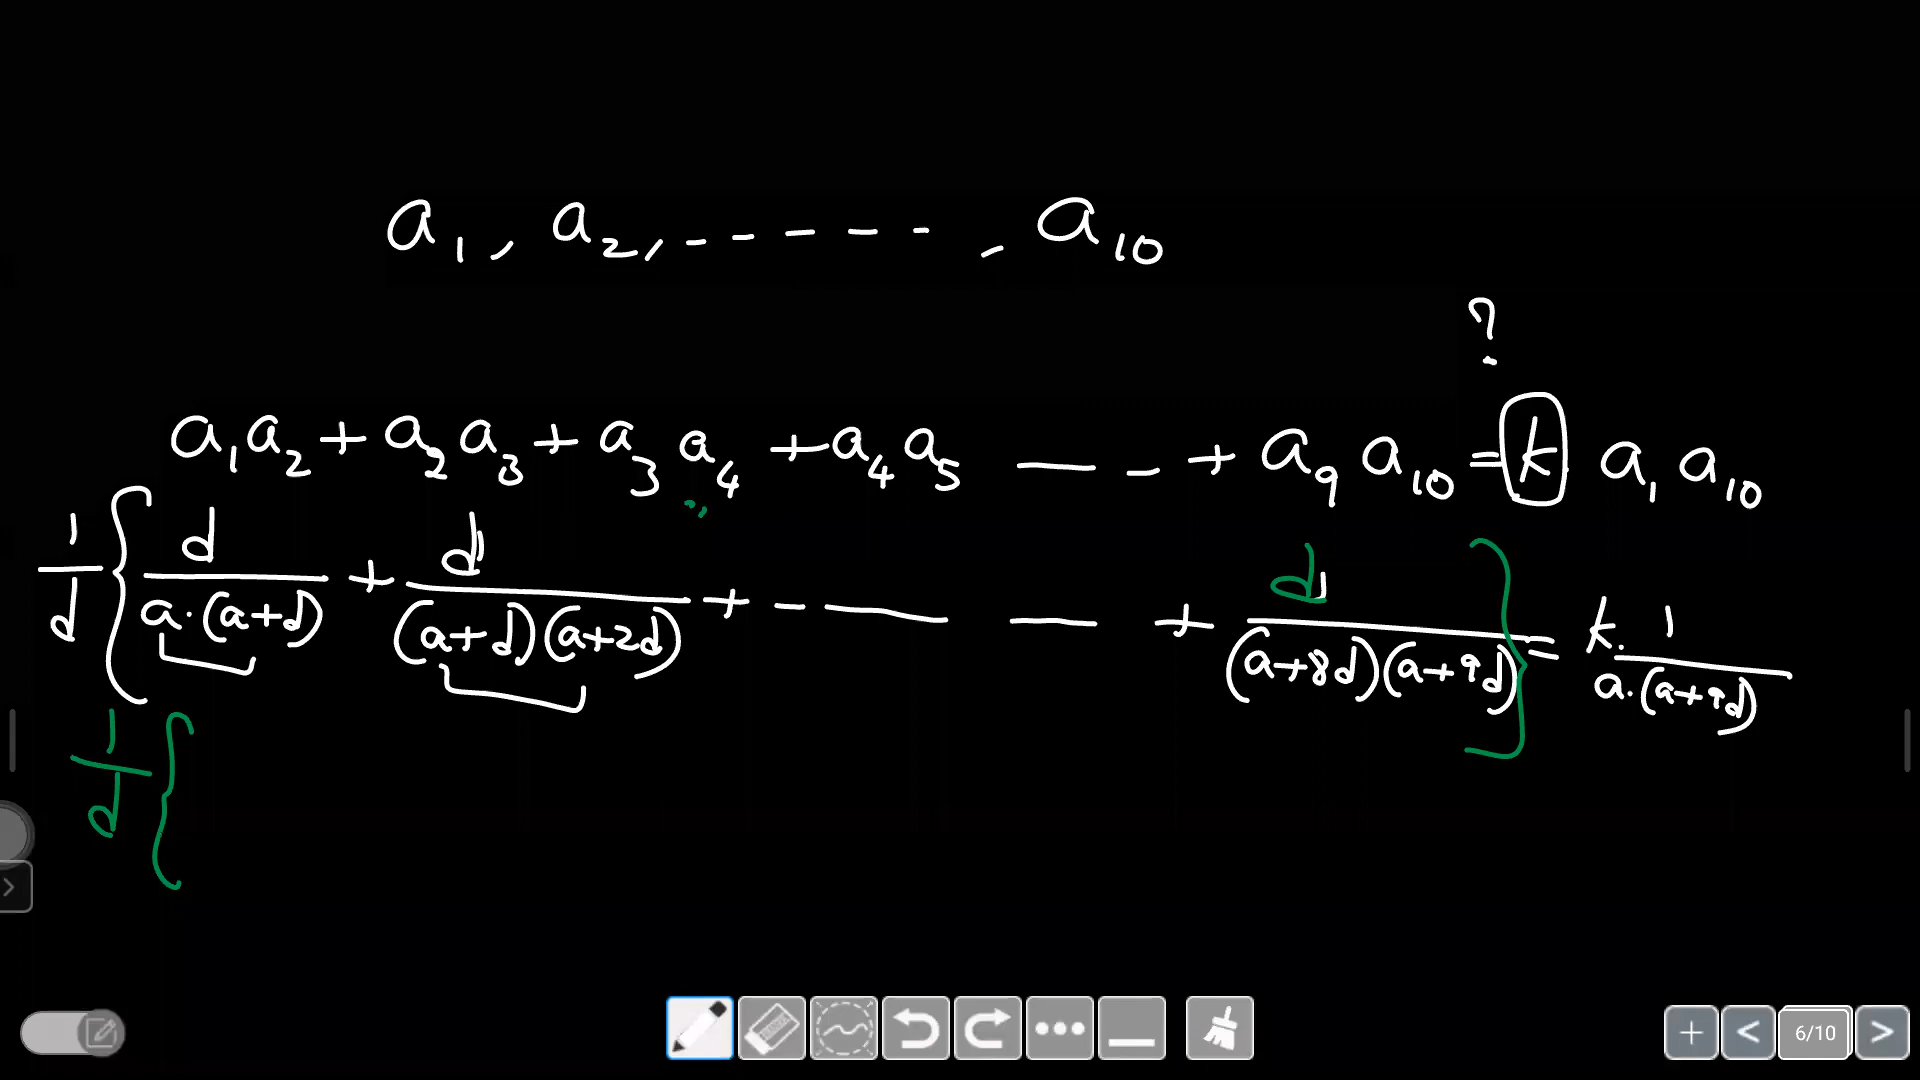 a₁, a₂, ------, a₁₀
?
a₁a₂ + a₂a₃ + a₃a₄ + a₄a₅ — - + a₉a₁₀ = k a₁a₁₀
1/d { d/(a·(a+d)) + d/((a+d)(a+2d)) + - — — + d/((a+8d)(a+9d)) } = k·1/(a·(a+9d))
1/d {
6/10